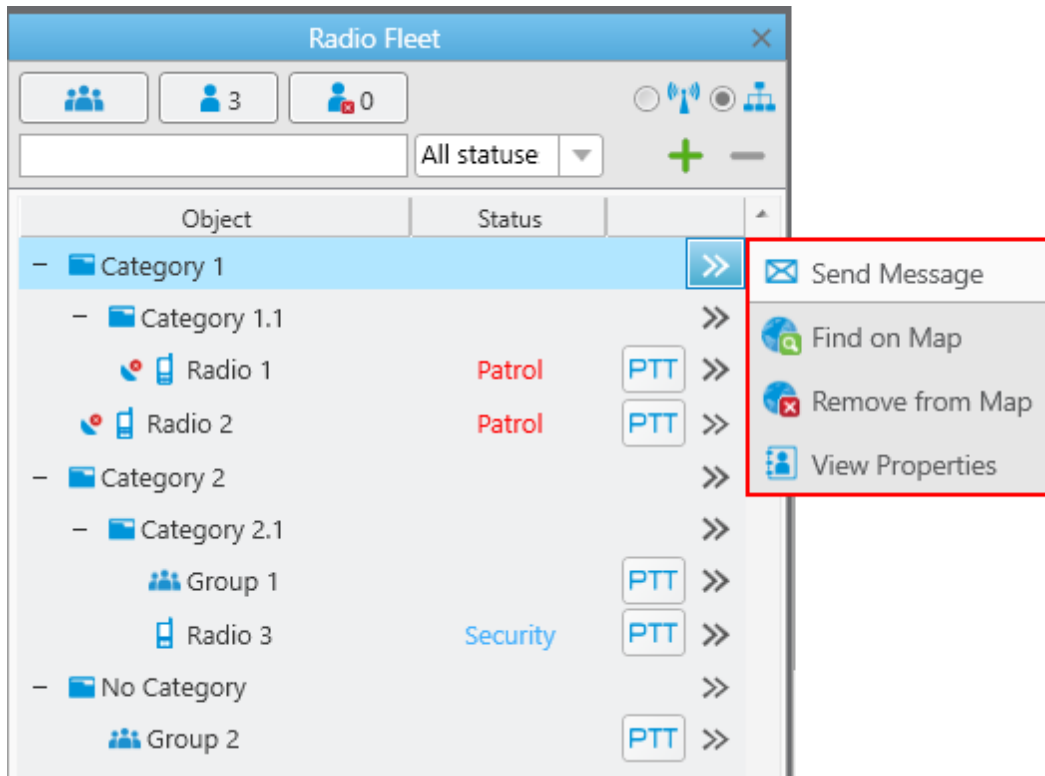 Radio Fleet
3
0
All statuse
Object Status
Category 1
Send Message
Category 1.1
Find on Map
Radio 1 Patrol PTT
Remove from Map
Radio 2 Patrol PTT
View Properties
Category 2
Category 2.1
Group 1 PTT
Radio 3 Security PTT
No Category
Group 2 PTT